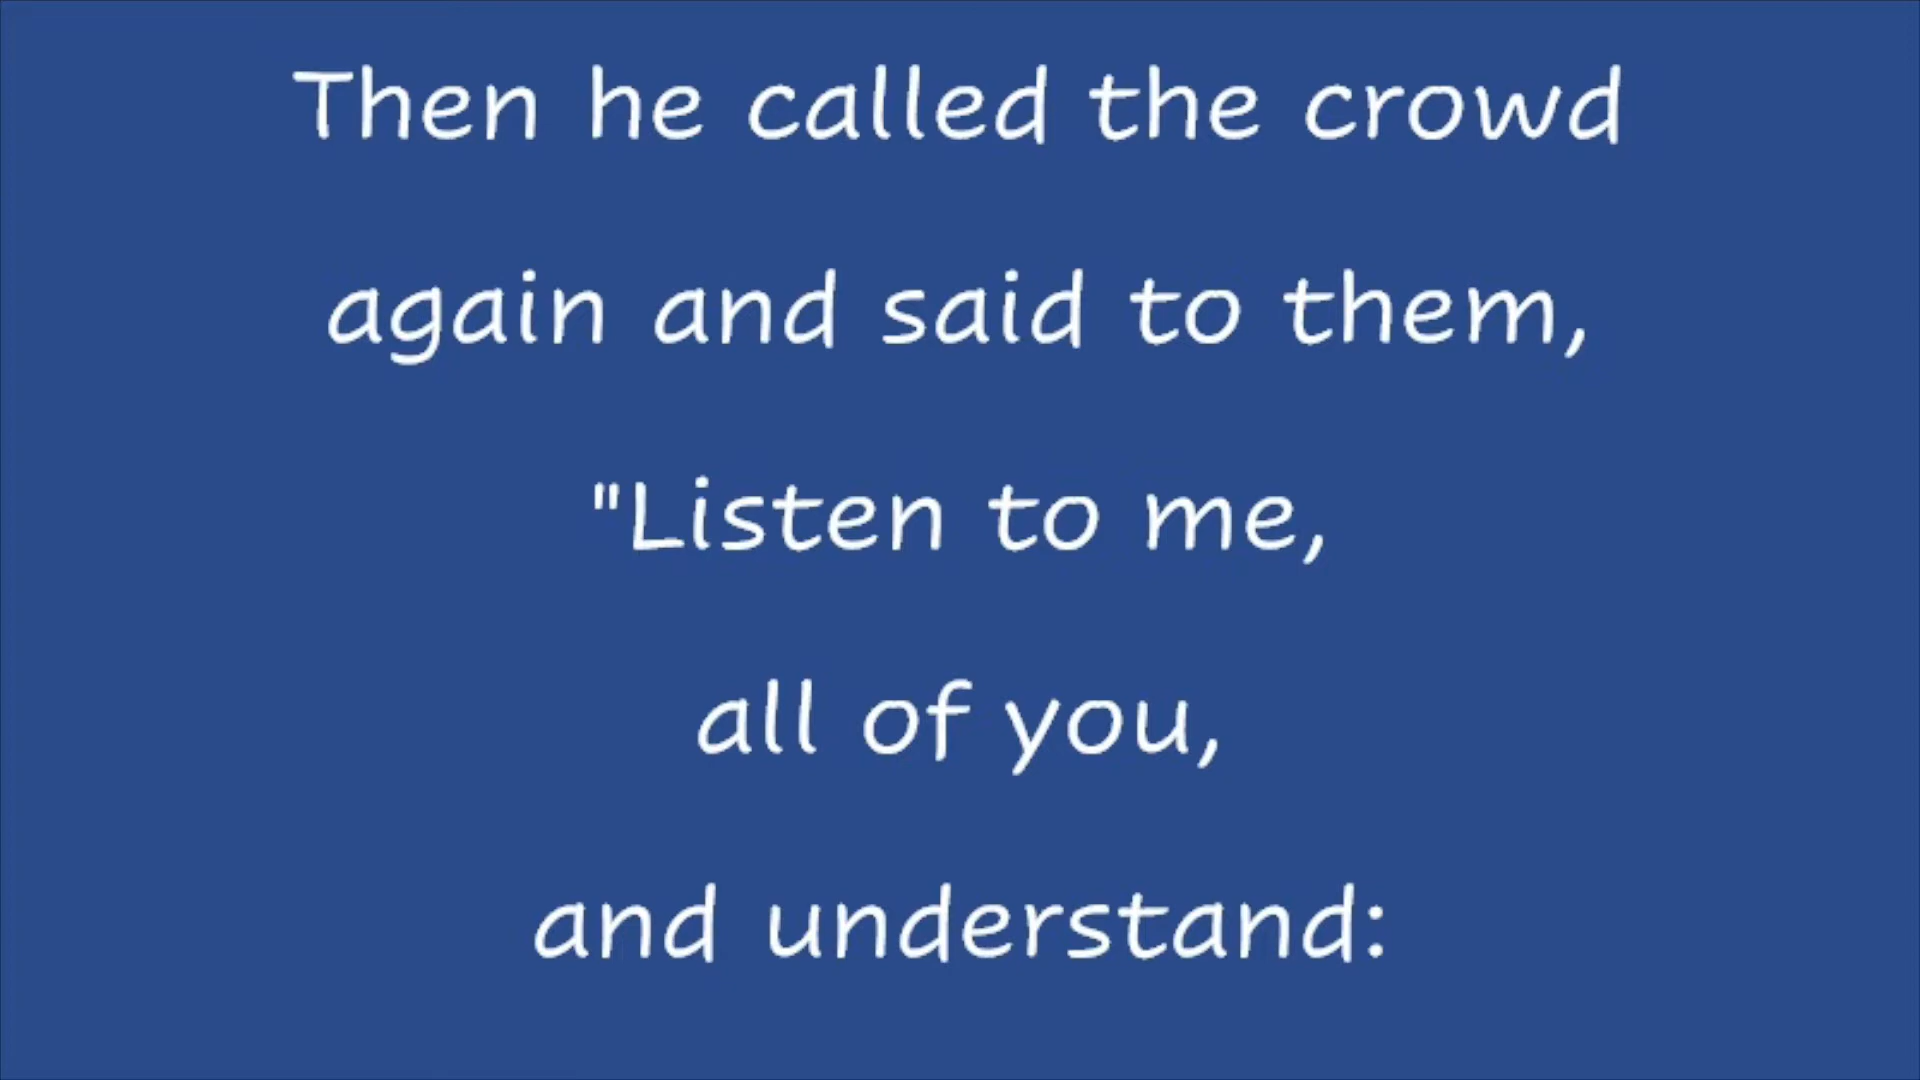 Then he called the crowd
again and said to them,
"Listen to me,
all of you,
and understand: